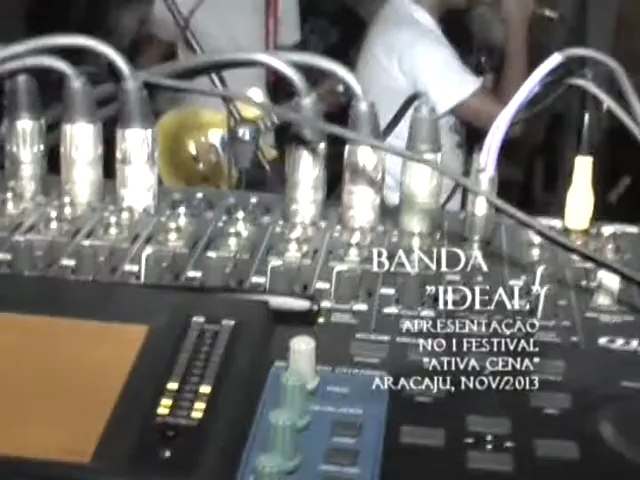 BANDA
"IDEAL"
APRESENTAÇÃO
NO I FESTIVAL
"ATIVA CENA"
ARACAJU, NOV/2013